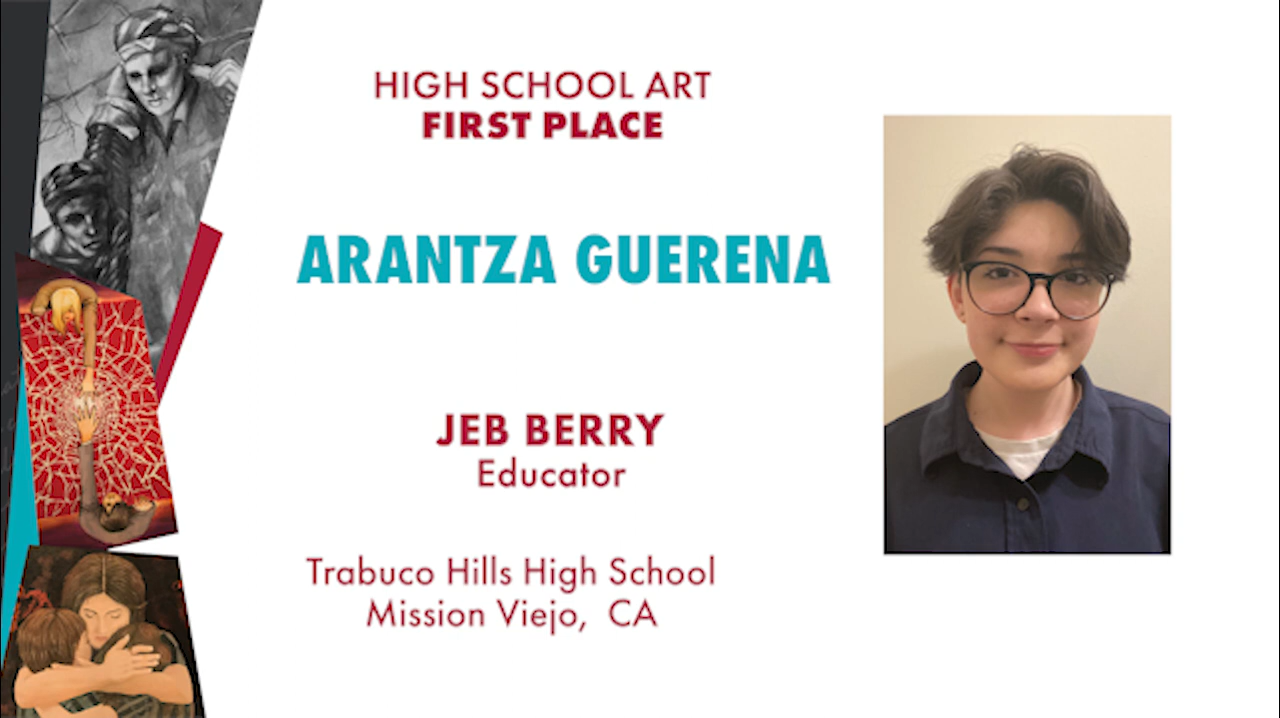 HIGH SCHOOL ART
FIRST PLACE
ARANTZA GUERENA
JEB BERRY
Educator
Trabuco Hills High School
Mission Viejo, CA